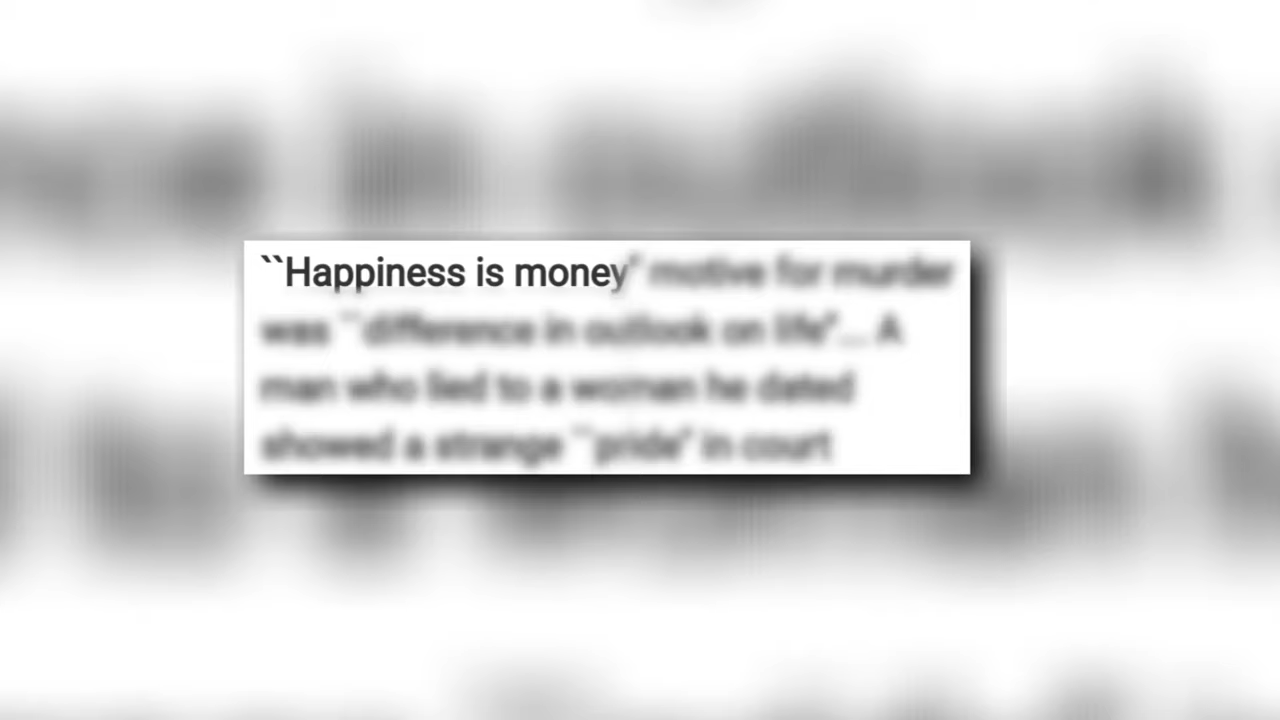 ``Happiness is money" motive for murder
was ``difference in outlook on life"... A
man who lied to a woman he dated
showed a strange ``pride" in court